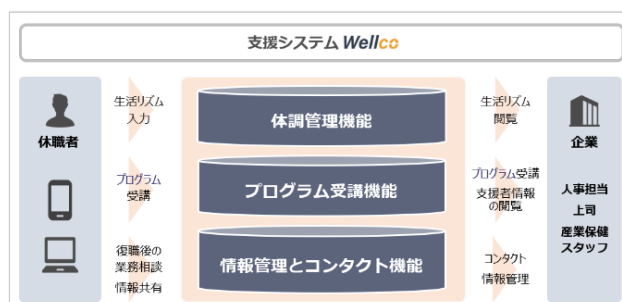 支援システム Wellco
休職者
生活リズム
入力
プログラム
受講
復職後の
業務相談
情報共有
体調管理機能
プログラム受講機能
情報管理とコンタクト機能
生活リズム
閲覧
プログラム受講
支援者情報
の閲覧
コンタクト
情報管理
企業
人事担当
上司
産業保健
スタッフ